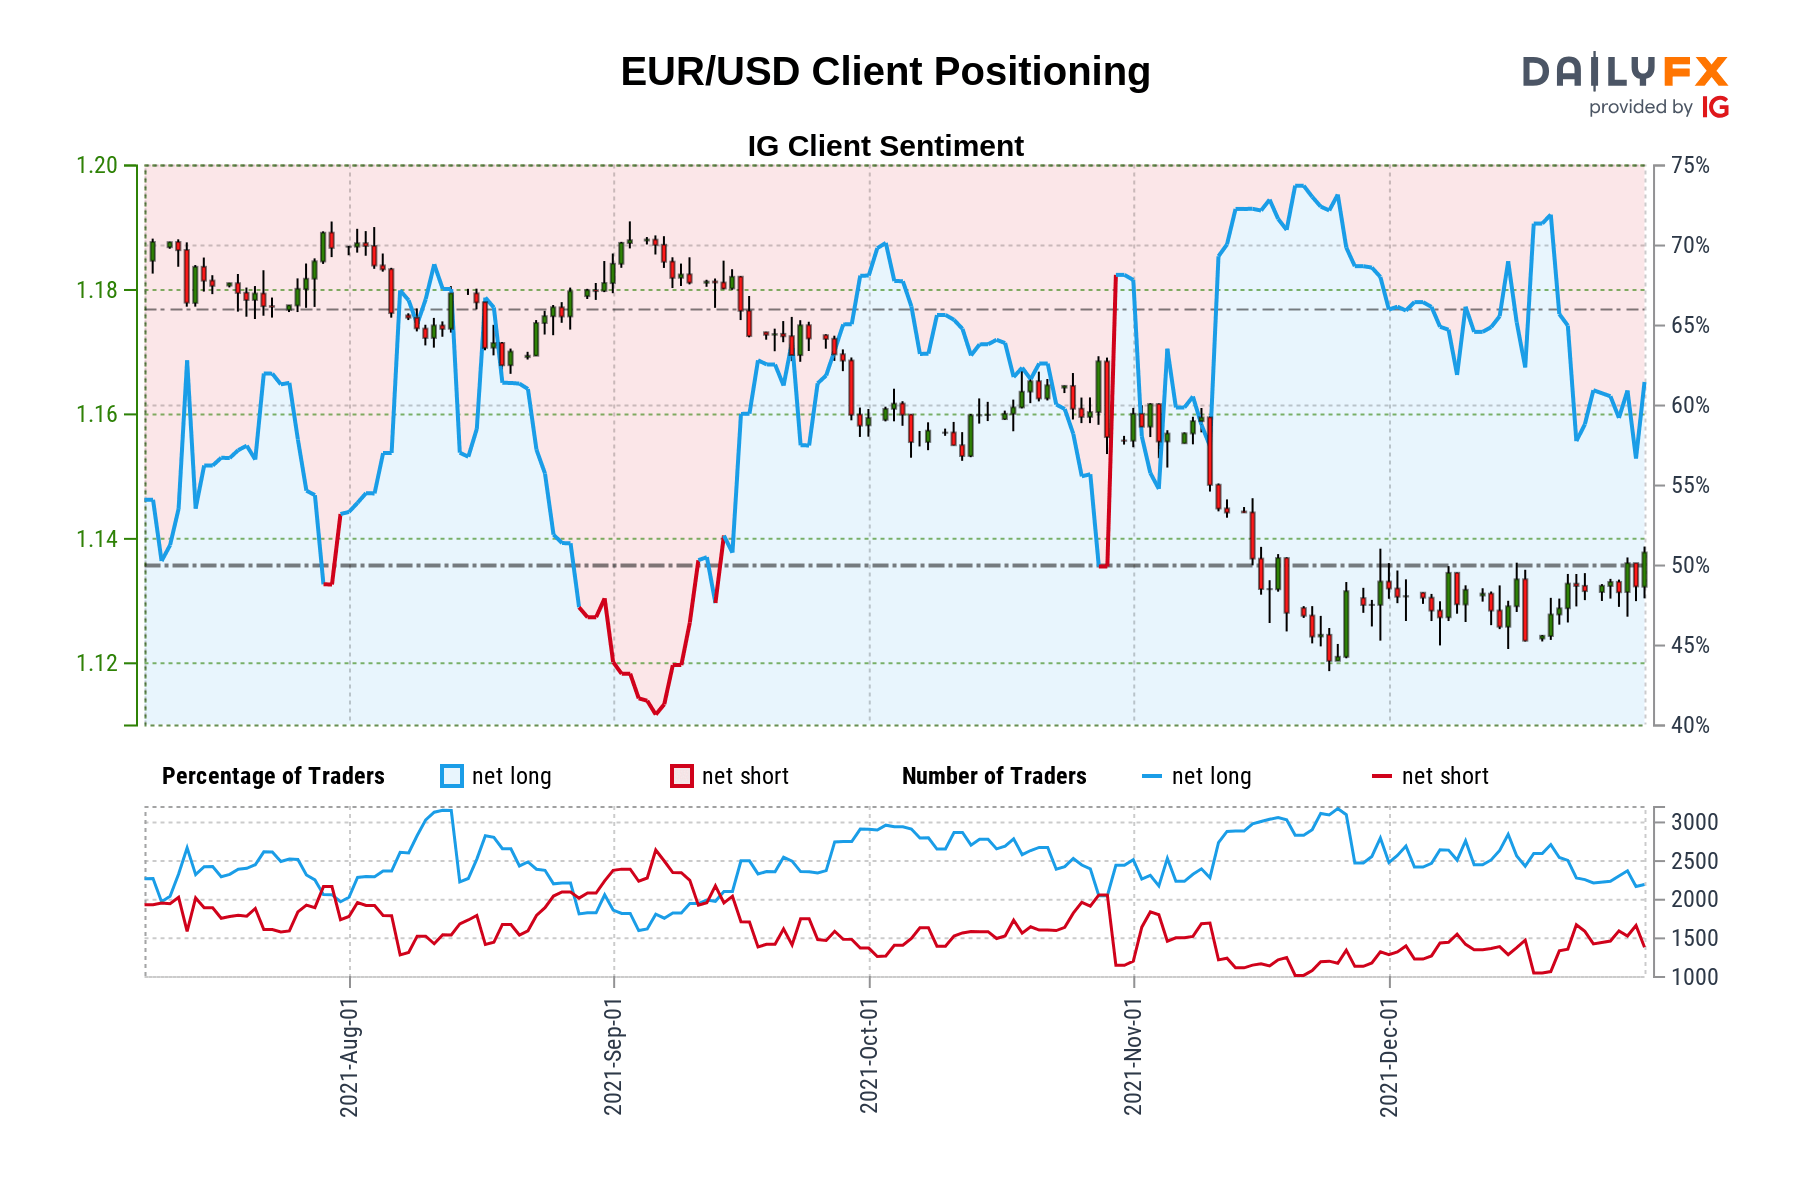 EUR/USD Client Positioning
DAILYFX
provided by IG
IG Client Sentiment
1.20
1.18
1.16
1.14
1.12
75%
70%
65%
60%
55%
50%
45%
40%
Percentage of Traders net long net short Number of Traders net long net short
3000
2500
2000
1500
1000
2021-Aug-01
2021-Sep-01
2021-Oct-01
2021-Nov-01
2021-Dec-01